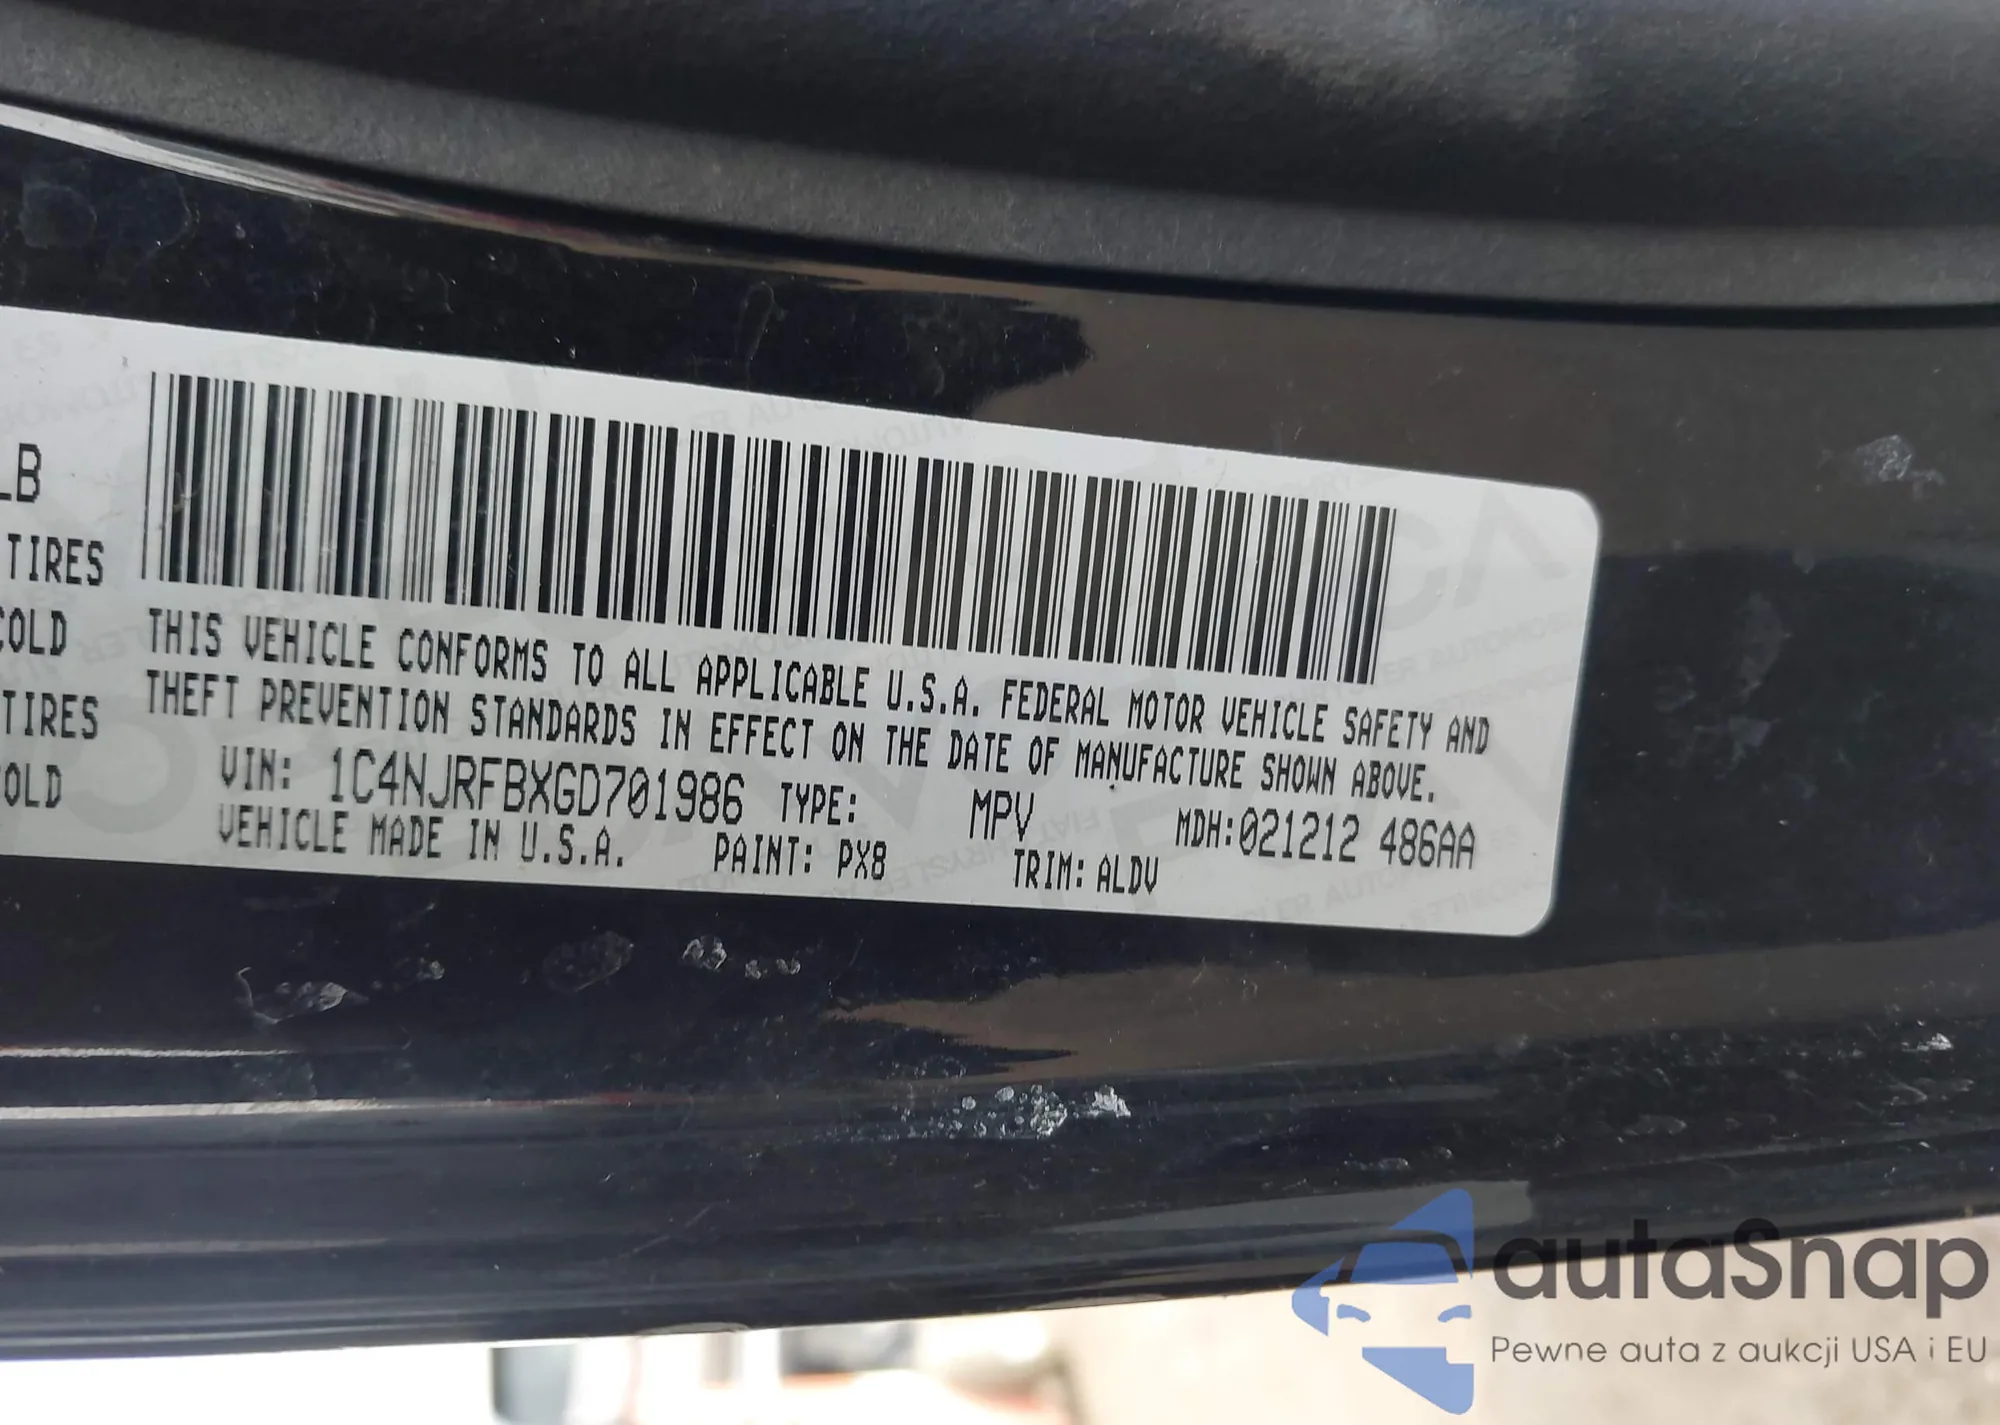 LB
TIRES
COLD
TIRES
COLD
THIS VEHICLE CONFORMS TO ALL APPLICABLE U.S.A. FEDERAL MOTOR VEHICLE SAFETY AND
THEFT PREVENTION STANDARDS IN EFFECT ON THE DATE OF MANUFACTURE SHOWN ABOVE.
VIN: 1C4NJRFBXGD701986 TYPE: MPV MDH:021212 486AA
VEHICLE MADE IN U.S.A. PAINT: PX8 TRIM: ALDV
autaSnap
Pewne auta z aukcji USA i EU